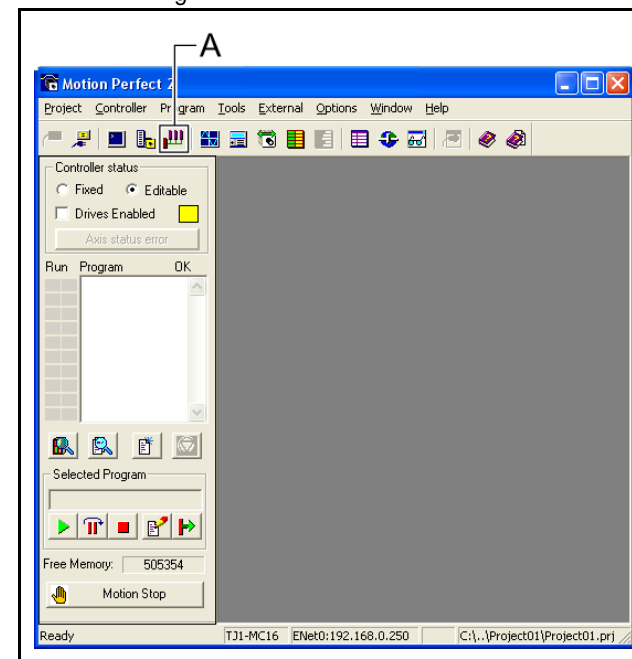 A
Motion Perfect 2
Project Controller Program Tools External Options Window Help
Controller status
Fixed Editable
Drives Enabled
Axis status error
Run Program OK
Selected Program
Free Memory: 505354
Motion Stop
Ready TJ1-MC16 ENet0:192.168.0.250 C:\..\Project01\Project01.prj